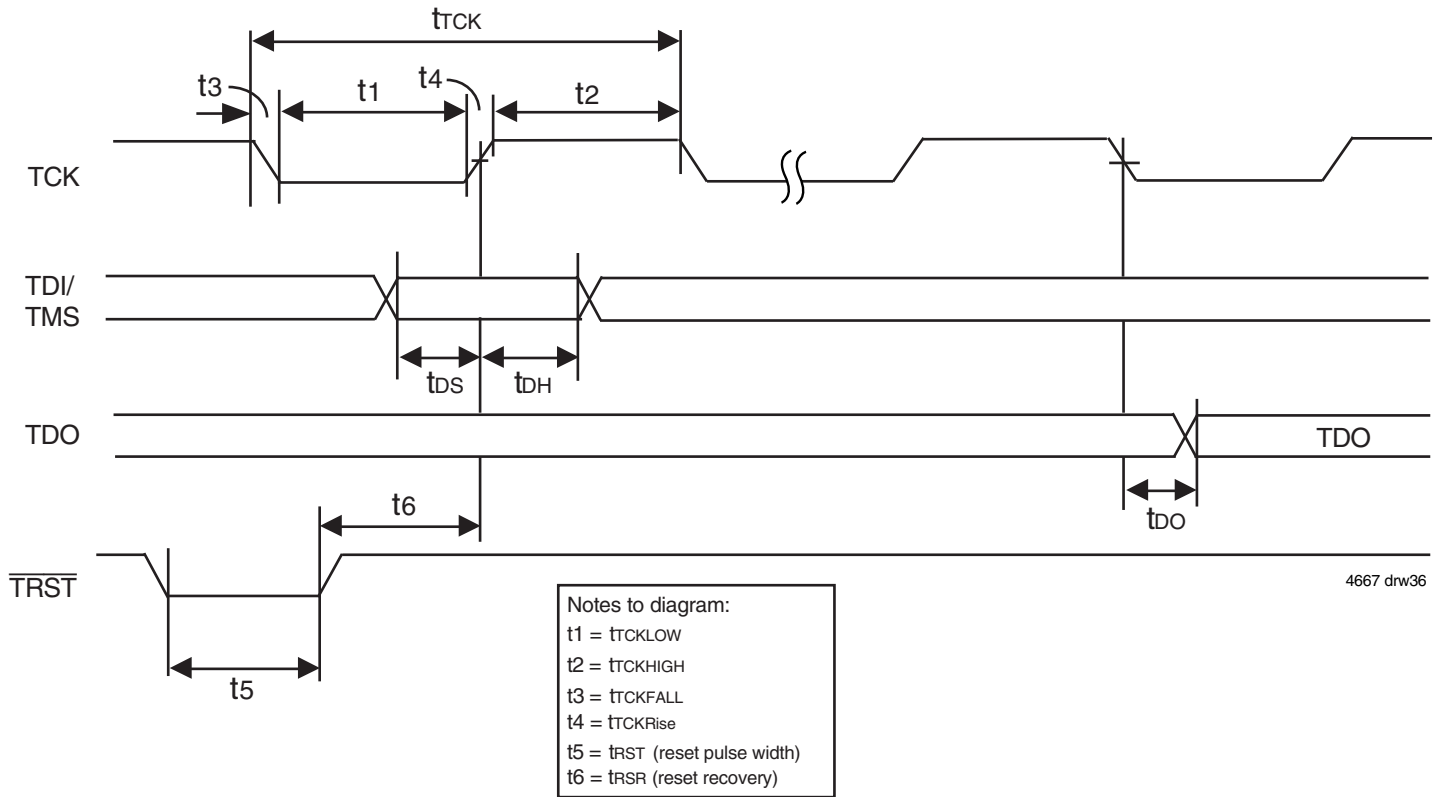 tTCK
t3
t1
t4
t2
TCK
TDI/
TMS
tDS
tDH
TDO
TDO
t6
tDO
TRST
4667 drw36
t5
Notes to diagram:
t1 = tTCKLOW
t2 = tTCKHIGH
t3 = tTCKFALL
t4 = tTCKRise
t5 = tRST (reset pulse width)
t6 = tRSR (reset recovery)